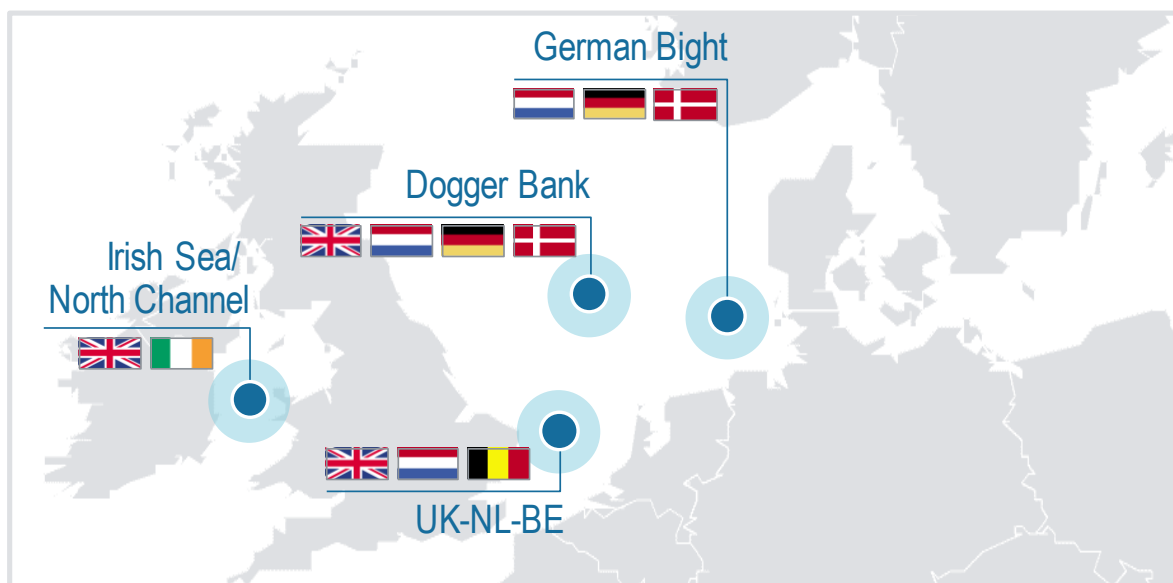 German Bight
Dogger Bank
Irish Sea/
North Channel
UK-NL-BE